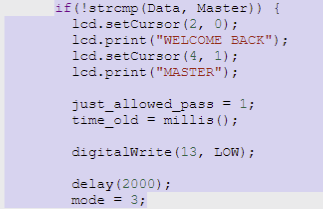 if(!strcmp(Data, Master)) {
lcd.setCursor(2, 0);
lcd.print("WELCOME BACK");
lcd.setCursor(4, 1);
lcd.print("MASTER");
just_allowed_pass = 1;
time_old = millis();
digitalWrite(13, LOW);
delay(2000);
mode = 3;